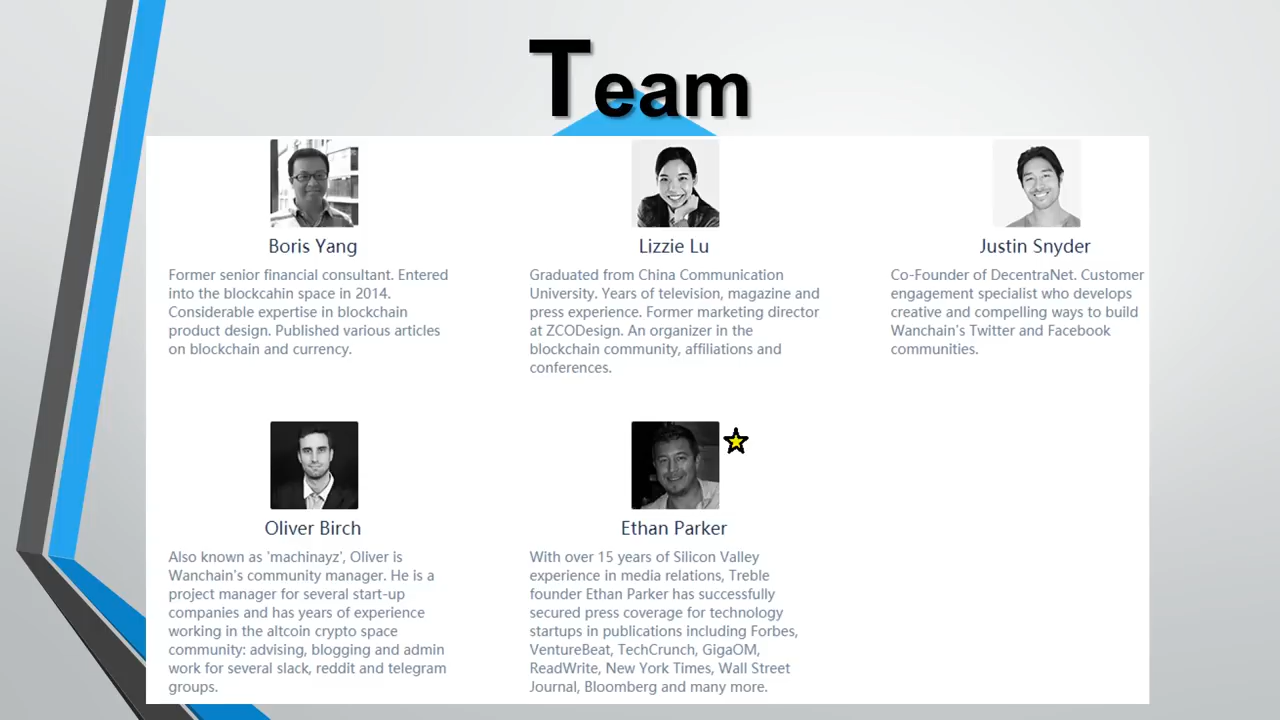 Team
Boris Yang
Former senior financial consultant. Entered
into the blockcahin space in 2014.
Considerable expertise in blockchain
product design. Published various articles
on blockchain and currency.
Lizzie Lu
Graduated from China Communication
University. Years of television, magazine and
press experience. Former marketing director
at ZCODesign. An organizer in the
blockchain community, affiliations and
conferences.
Justin Snyder
Co-Founder of DecentraNet. Customer
engagement specialist who develops
creative and compelling ways to build
Wanchain's Twitter and Facebook
communities.
Oliver Birch
Also known as 'machinayz', Oliver is
Wanchain's community manager. He is a
project manager for several start-up
companies and has years of experience
working in the altcoin crypto space
community: advising, blogging and admin
work for several slack, reddit and telegram
groups.
Ethan Parker
With over 15 years of Silicon Valley
experience in media relations, Treble
founder Ethan Parker has successfully
secured press coverage for technology
startups in publications including Forbes,
VentureBeat, TechCrunch, GigaOM,
ReadWrite, New York Times, Wall Street
Journal, Bloomberg and many more.